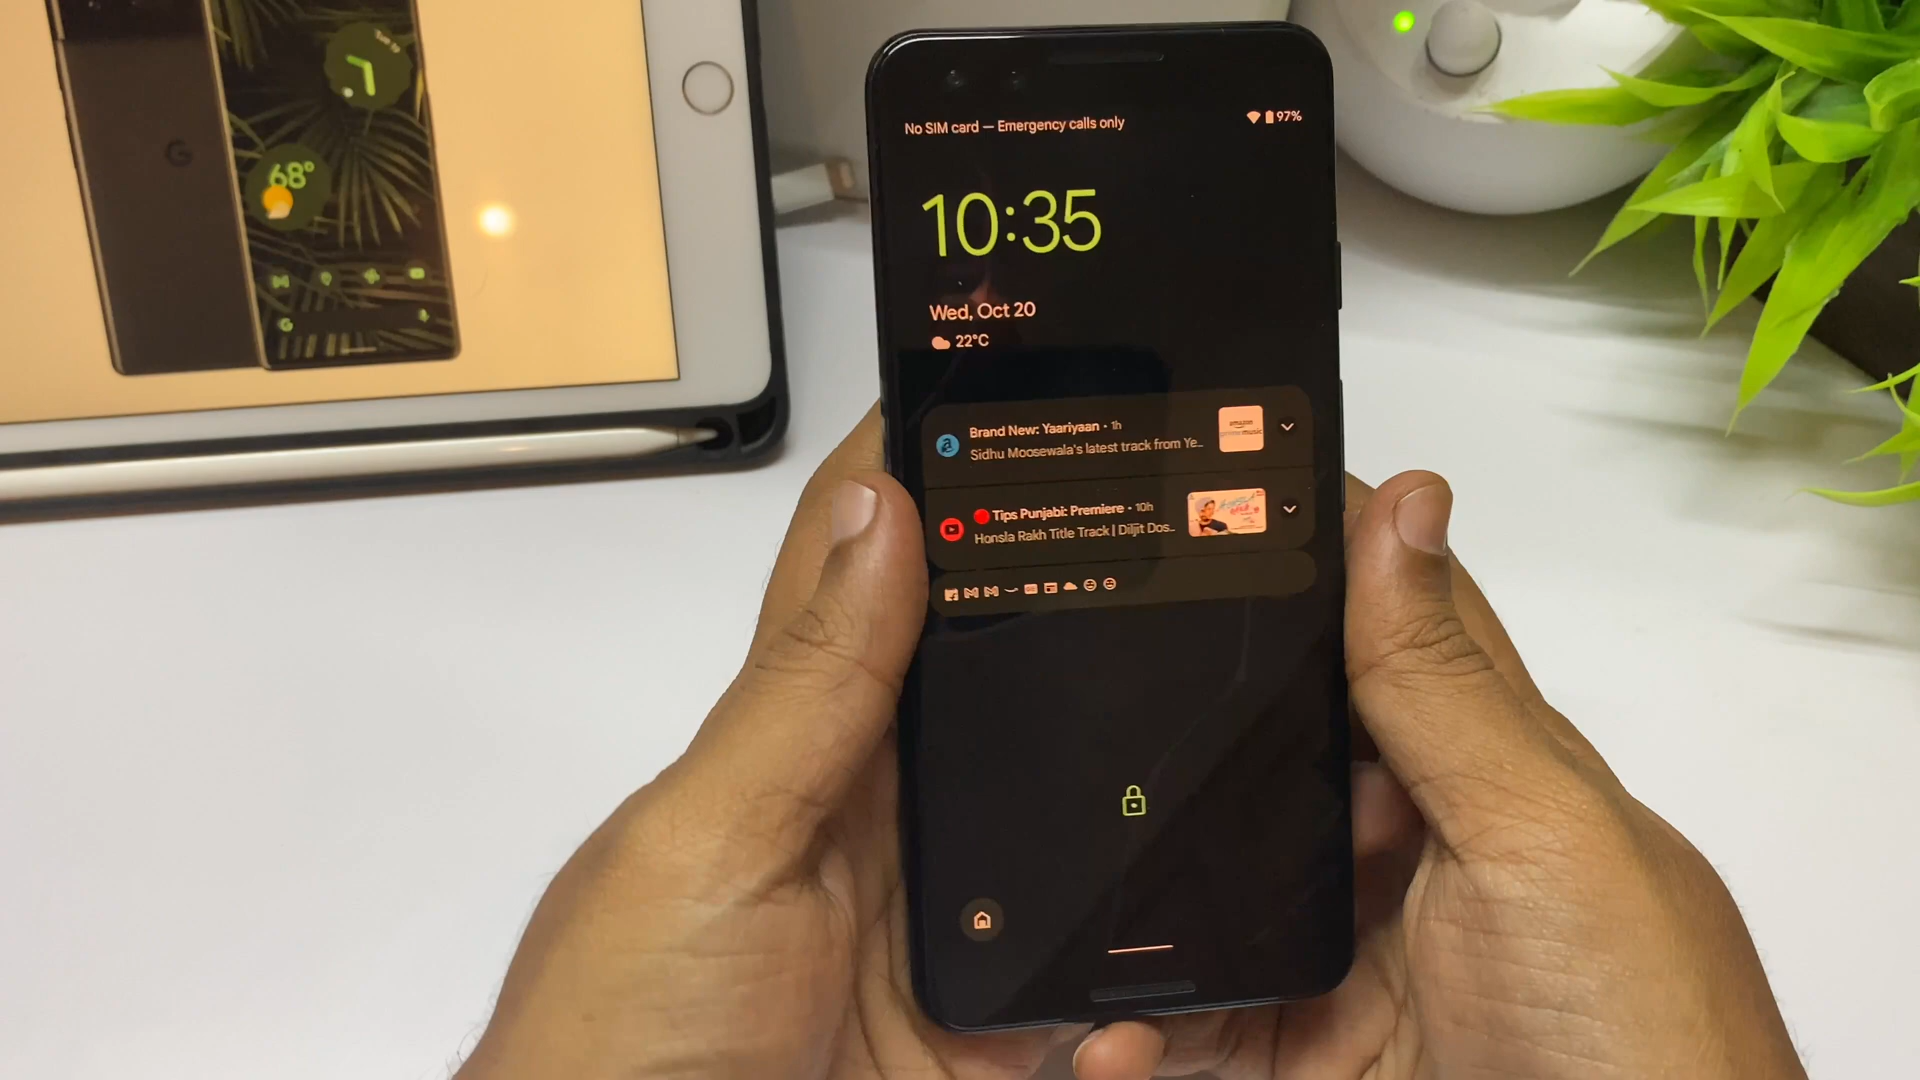 No SIM card — Emergency calls only
97%
10:35
Wed, Oct 20
22°C
Brand New: Yaariyaan • 1h
Sidhu Moosewala's latest track from Ye...
amazon
Tips Punjabi: Premiere • 10h
Honsla Rakh Title Track | Diljit Dos...
68°
G